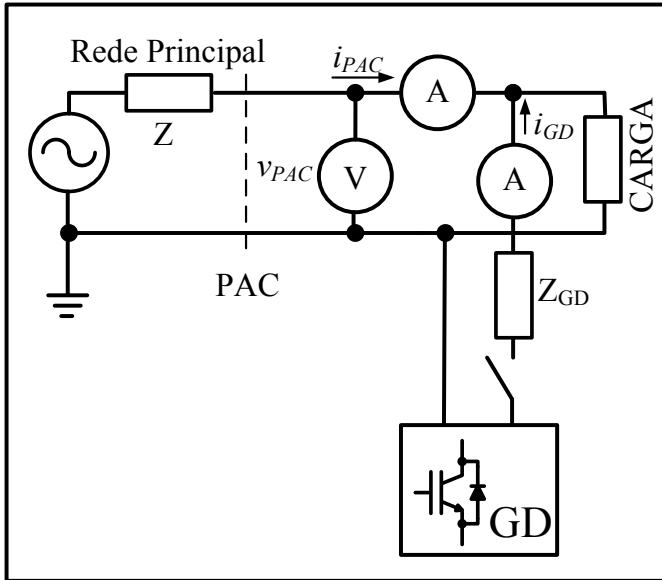 Rede Principal
i_PAC
A
Z
i_GD
v_PAC
V
A
CARGA
PAC
Z_GD
GD